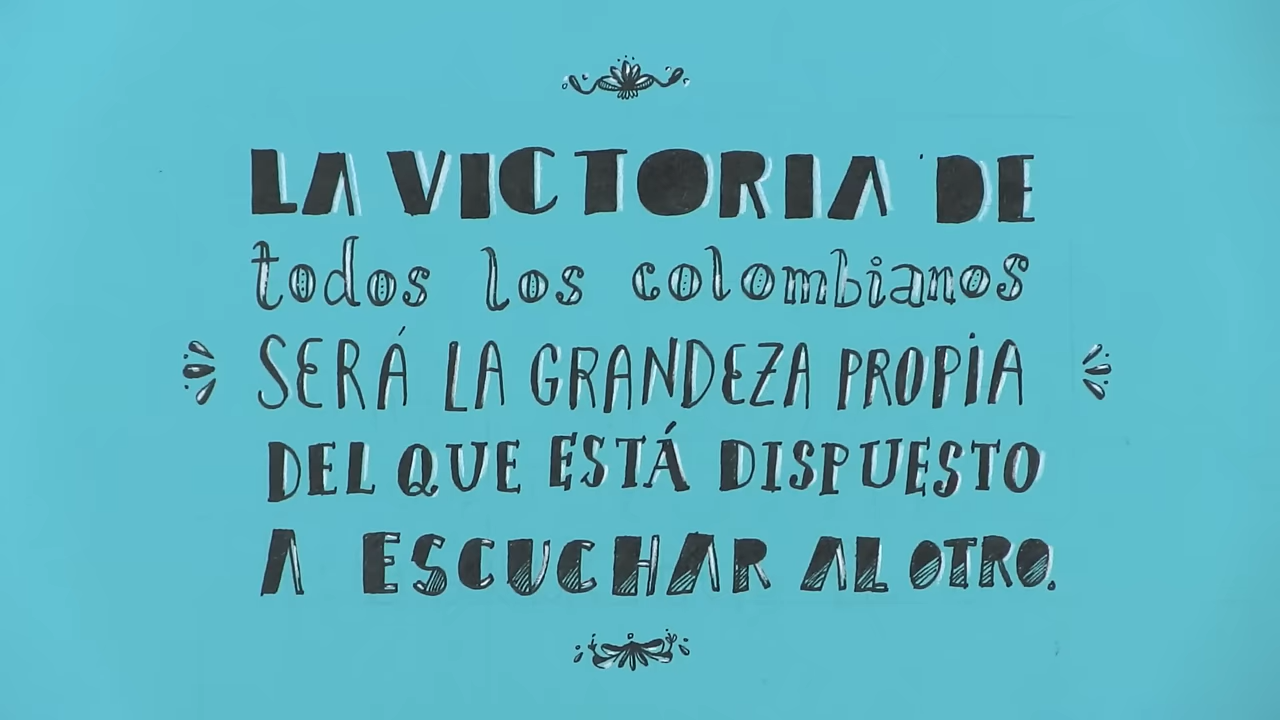 LA VICTORIA DE
todos los colombianos
SERÁ LA GRANDEZA PROPIA
DEL QUE ESTÁ DISPUESTO
A ESCUCHAR AL OTRO.